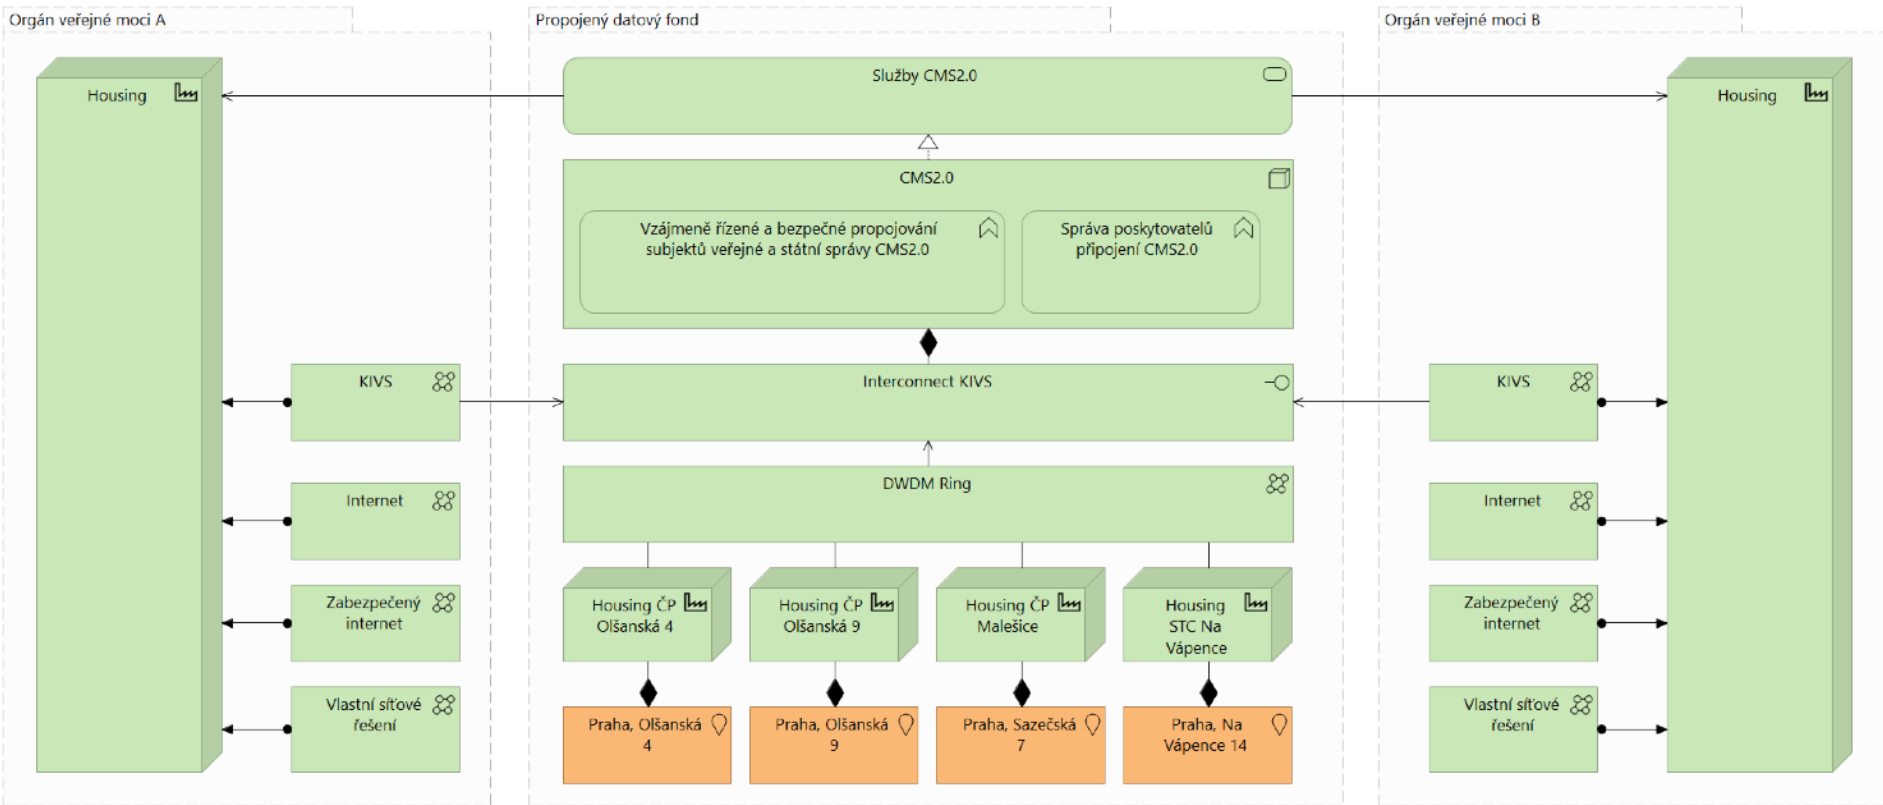 Orgán veřejné moci A
Propojený datový fond
Orgán veřejné moci B
Housing
Služby CMS2.0
Housing
CMS2.0
Vzájemně řízené a bezpečné propojování
subjektů veřejné a státní správy CMS2.0
Správa poskytovatelů
připojení CMS2.0
KIVS
Interconnect KIVS
KIVS
DWDM Ring
Internet
Internet
Zabezpečený
internet
Housing ČP
Olšanská 4
Housing ČP
Olšanská 9
Housing ČP
Malešice
Housing
STC Na
Vápence
Zabezpečený
internet
Vlastní síťové
řešení
Praha, Olšanská
4
Praha, Olšanská
9
Praha, Sazečská
7
Praha, Na
Vápence 14
Vlastní síťové
řešení